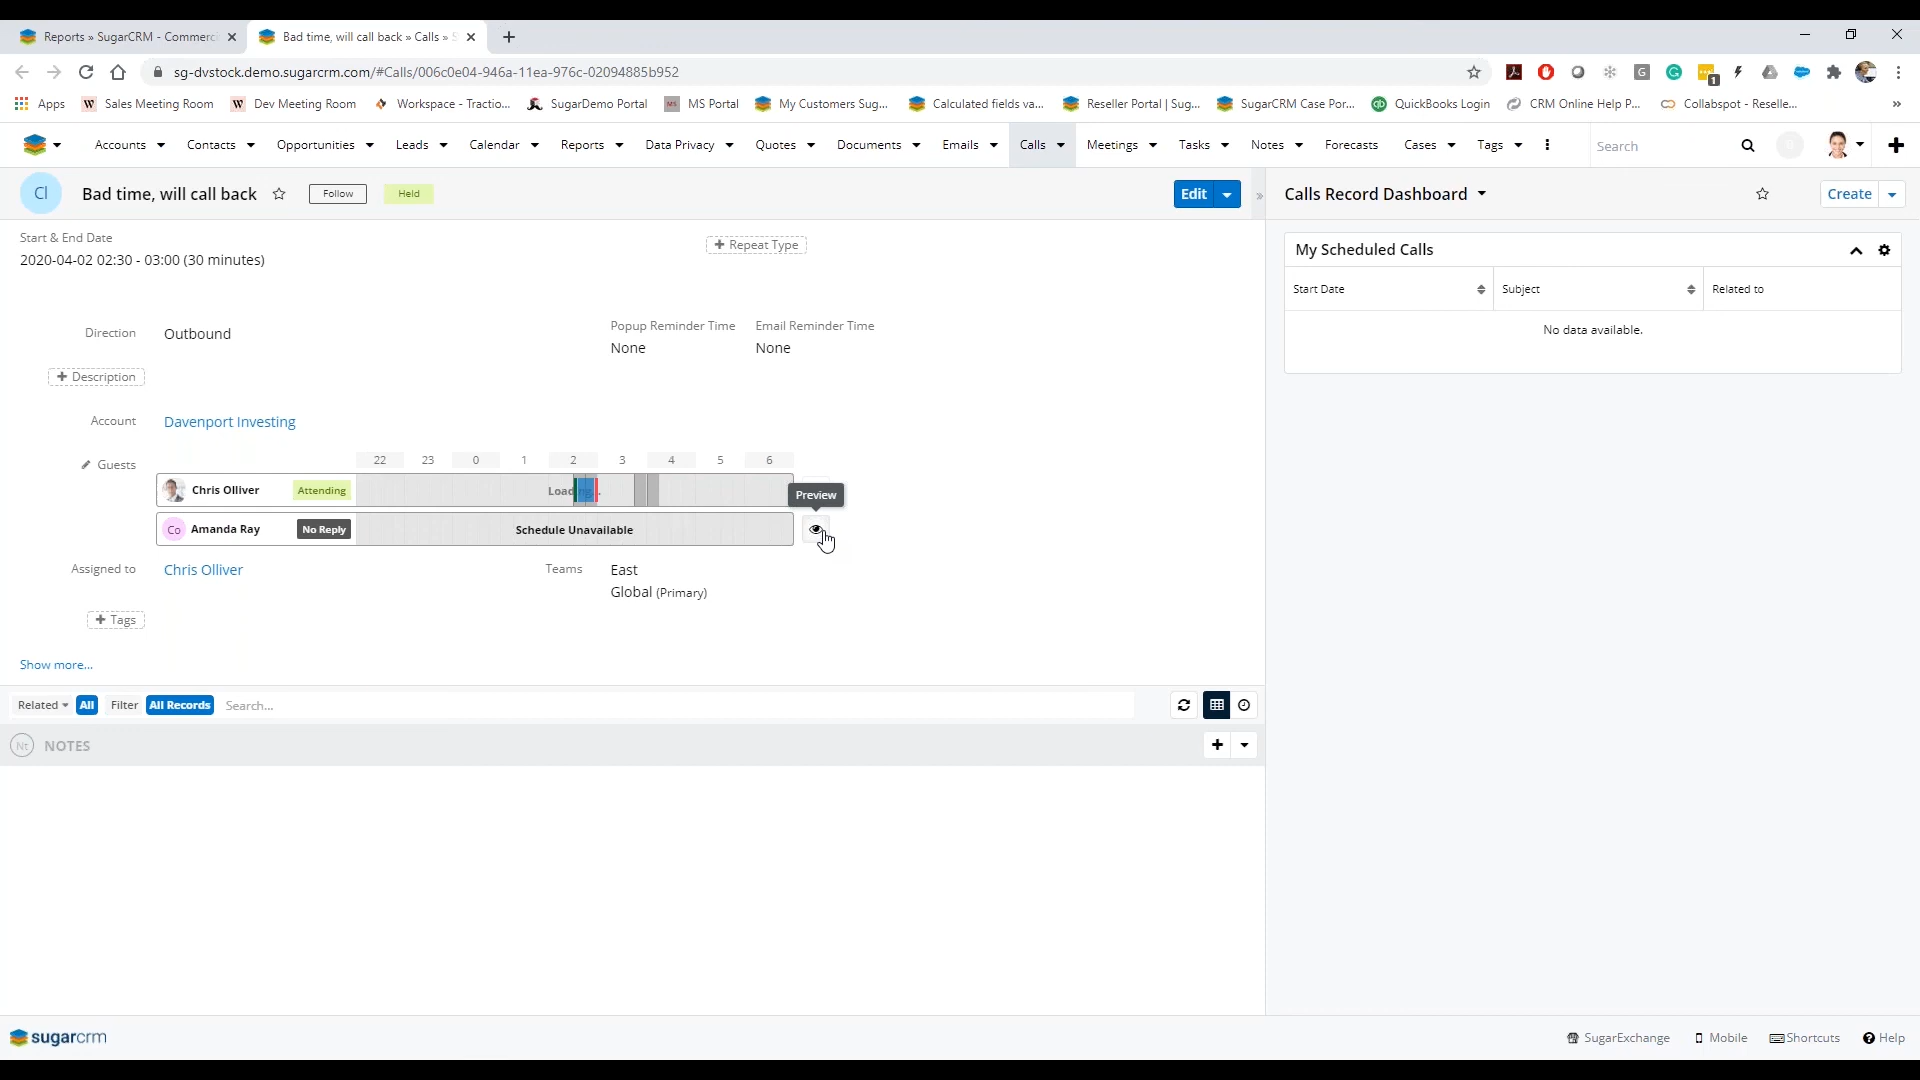 Reports » SugarCRM - Commerci
Bad time, will call back » Calls » S
sg-dvstock.demo.sugarcrm.com/#Calls/006c0e04-946a-11ea-976c-02094885b952
Apps
Sales Meeting Room
Dev Meeting Room
Workspace - Tractio...
SugarDemo Portal
MS Portal
My Customers Sug...
Calculated fields va...
Reseller Portal | Sug...
SugarCRM Case Por...
QuickBooks Login
CRM Online Help P...
Collabspot - Reselle...
Accounts
Contacts
Opportunities
Leads
Calendar
Reports
Data Privacy
Quotes
Documents
Emails
Calls
Meetings
Tasks
Notes
Forecasts
Cases
Tags
Search
Cl
Bad time, will call back
Follow
Held
Edit
Calls Record Dashboard
Create
Start & End Date
2020-04-02 02:30 - 03:00 (30 minutes)
Repeat Type
My Scheduled Calls
Start Date
Subject
Related to
No data available.
Direction
Outbound
Popup Reminder Time
None
Email Reminder Time
None
Description
Account
Davenport Investing
Guests
22 23 0 1 2 3 4 5 6
Chris Olliver
Attending
Preview
Co
Amanda Ray
No Reply
Schedule Unavailable
Assigned to
Chris Olliver
Teams
East
Global (Primary)
Tags
Show more...
Related
All
Filter
All Records
Search...
Nt
NOTES
sugarcrm
SugarExchange
Mobile
Shortcuts
Help